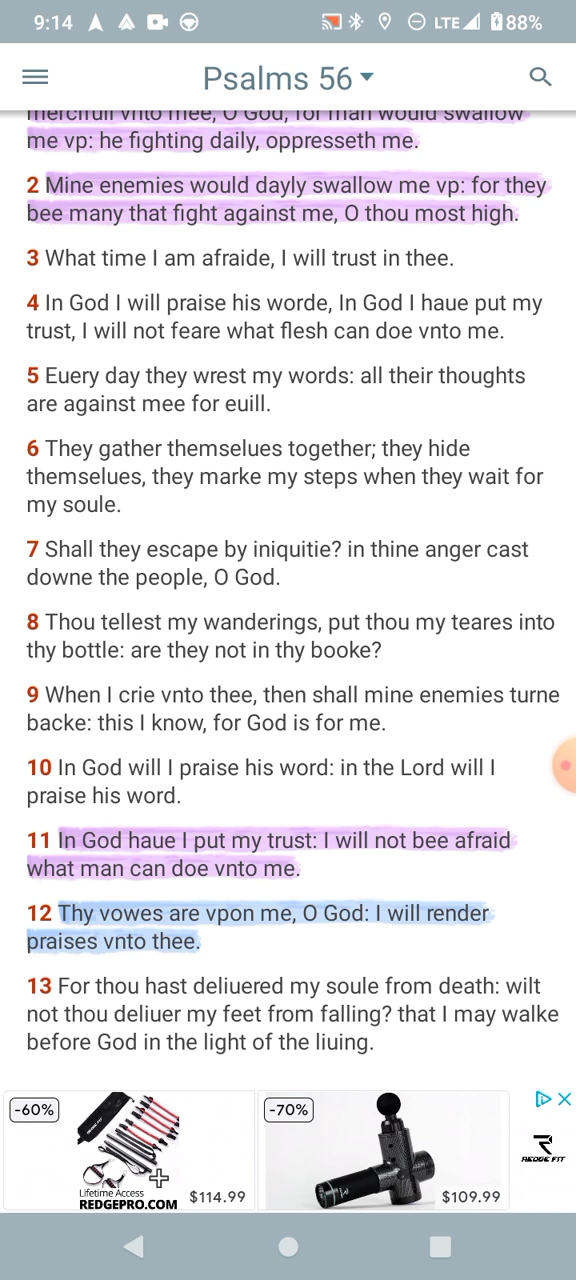 9:14 LTE 88%
Psalms 56
mercifull vnto mee, O God, for man would swallow
me vp: he fighting daily, oppresseth me.
2 Mine enemies would dayly swallow me vp: for they
bee many that fight against me, O thou most high.
3 What time I am afraide, I will trust in thee.
4 In God I will praise his worde, In God I haue put my
trust, I will not feare what flesh can doe vnto me.
5 Euery day they wrest my words: all their thoughts
are against mee for euill.
6 They gather themselues together; they hide
themselues, they marke my steps when they wait for
my soule.
7 Shall they escape by iniquitie? in thine anger cast
downe the people, O God.
8 Thou tellest my wanderings, put thou my teares into
thy bottle: are they not in thy booke?
9 When I crie vnto thee, then shall mine enemies turne
backe: this I know, for God is for me.
10 In God will I praise his word: in the Lord will I
praise his word.
11 In God haue I put my trust: I will not bee afraid
what man can doe vnto me.
12 Thy vowes are vpon me, O God: I will render
praises vnto thee.
13 For thou hast deliuered my soule from death: wilt
not thou deliuer my feet from falling? that I may walke
before God in the light of the liuing.
-60%
Lifetime Access
REDGEPRO.COM
$114.99
-70%
$109.99
REDGE FIT